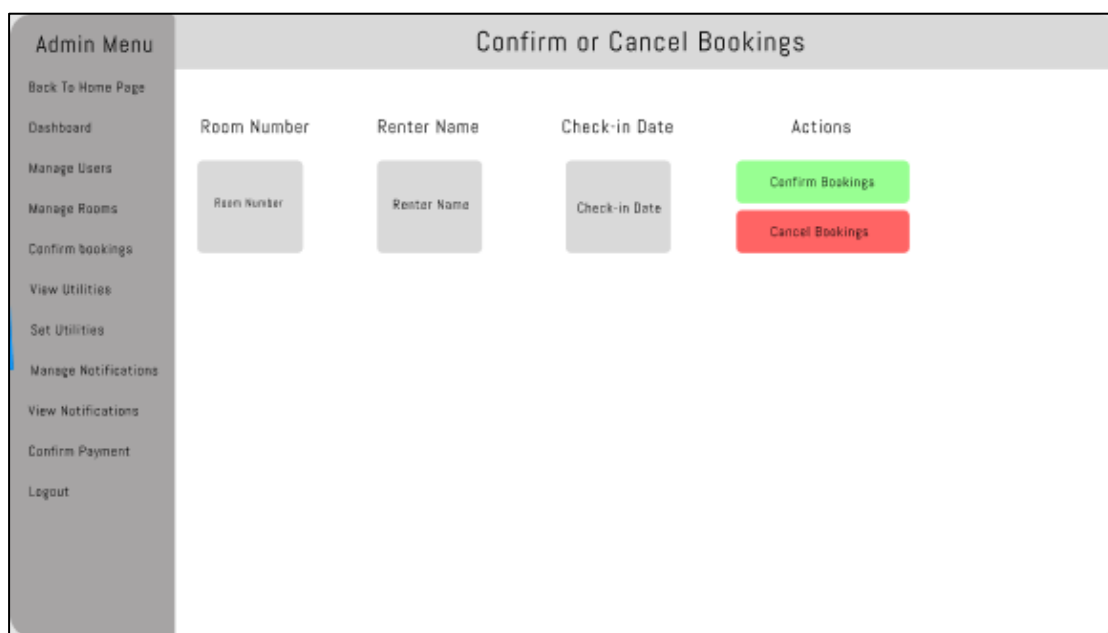 Admin Menu
Confirm or Cancel Bookings
Back To Home Page
Dashboard
Manage Users
Manage Rooms
Confirm bookings
View Utilities
Set Utilities
Manage Notifications
View Notifications
Confirm Payment
Logout
Room Number
Renter Name
Check-in Date
Actions
Room Number
Renter Name
Check-in Date
Confirm Bookings
Cancel Bookings